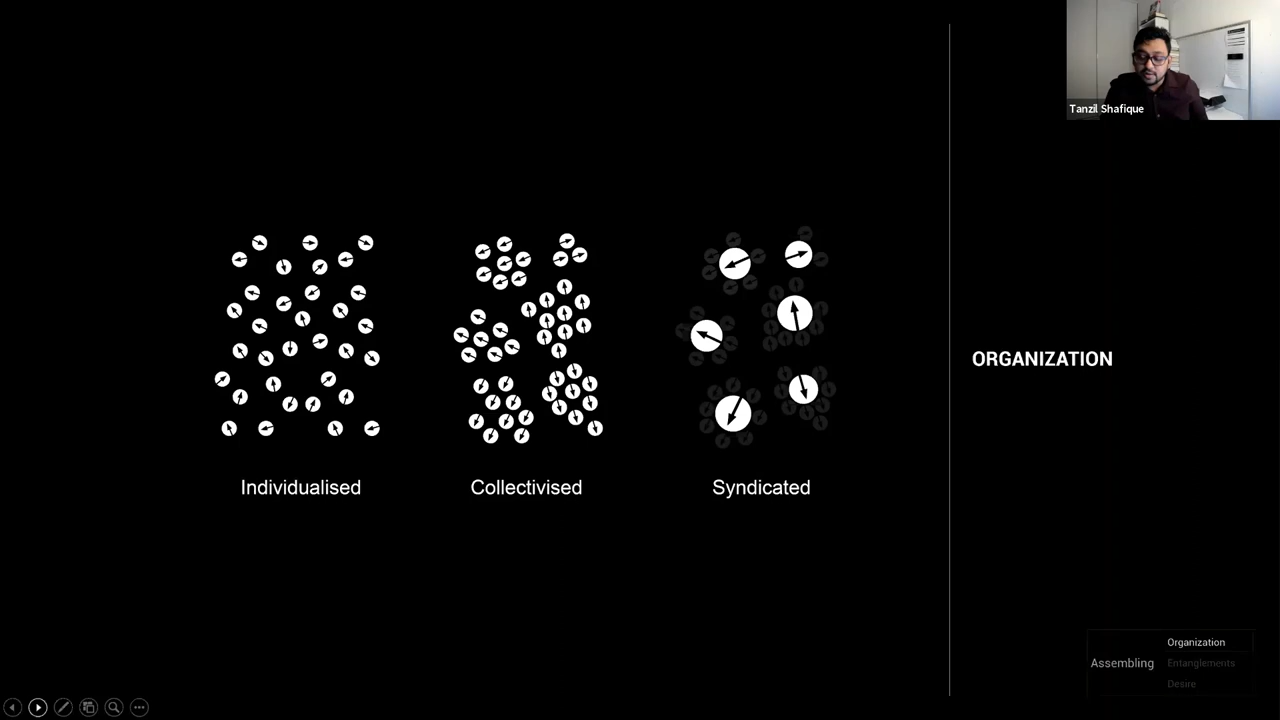 Tanzil Shafique
ORGANIZATION
Individualised
Collectivised
Syndicated
Organization
Assembling
Entanglements
Desire